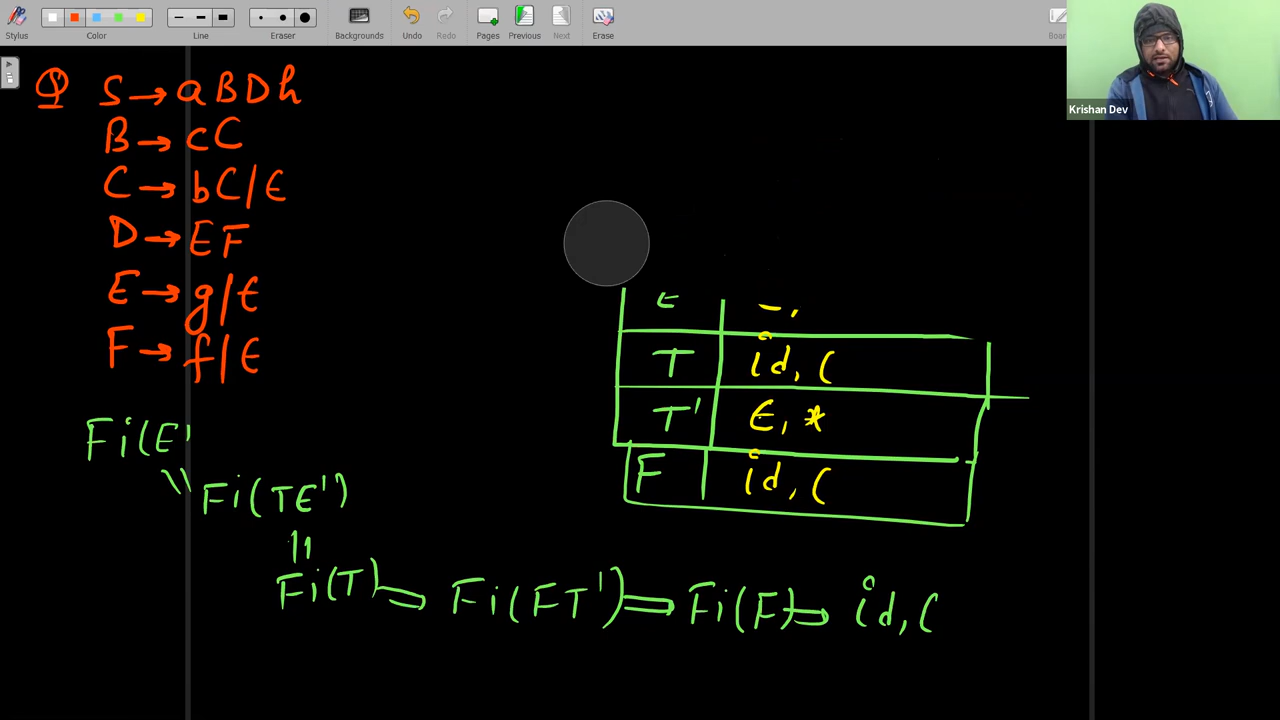 Stylus Color Line Eraser Backgrounds Undo Redo Pages Previous Next Erase
Krishan Dev
Q S → aBDh
B → cC
C → bC/ε
D → EF
E → g/ε
F → f/ε
T id, (
T' ε, *
F id, (
Fi(E'
Fi(TE')
Fi(T) ⇒ Fi(FT') ⇒ Fi(F) → id, (